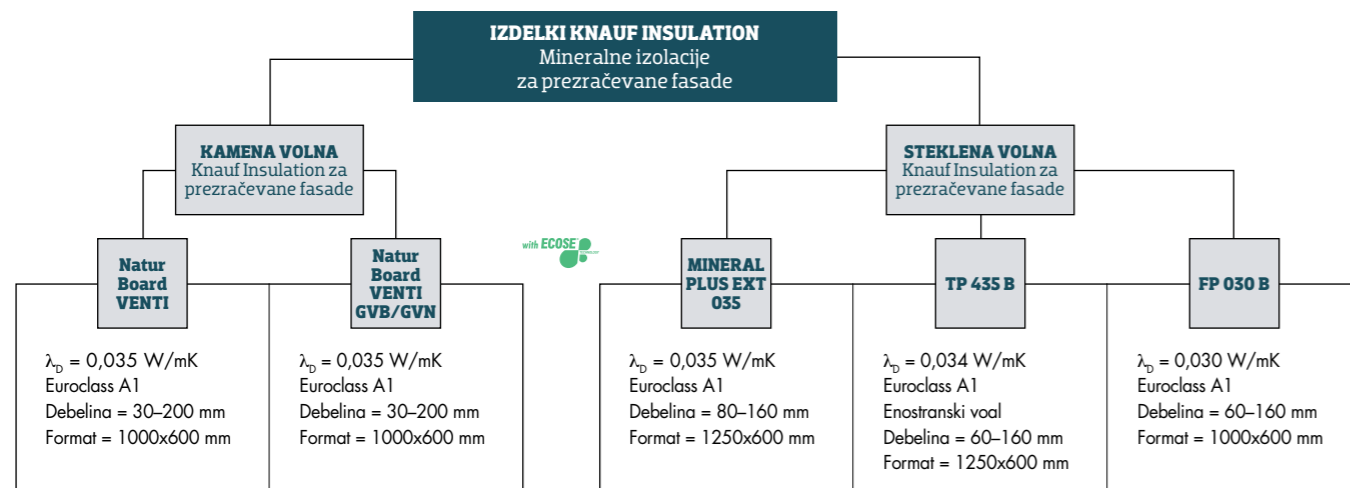 IZDELKI KNAUF INSULATION
Mineralne izolacije
za prezračevane fasade
KAMENA VOLNA
Knauf Insulation za
prezračevane fasade
STEKLENA VOLNA
Knauf Insulation za
prezračevane fasade
Natur
Board
VENTI
Natur
Board
VENTI
GVB/GVN
with ECOSE
TECHNOLOGY
MINERAL
PLUS EXT
035
TP 435 B
FP 030 B
λD = 0,035 W/mK
Euroclass A1
Debelina = 30–200 mm
Format = 1000x600 mm
λD = 0,035 W/mK
Euroclass A1
Debelina = 30–200 mm
Format = 1000x600 mm
λD = 0,035 W/mK
Euroclass A1
Debelina = 80–160 mm
Format = 1250x600 mm
λD = 0,034 W/mK
Euroclass A1
Enostranski voal
Debelina = 60–160 mm
Format = 1250x600 mm
λD = 0,030 W/mK
Euroclass A1
Debelina = 60–160 mm
Format = 1000x600 mm